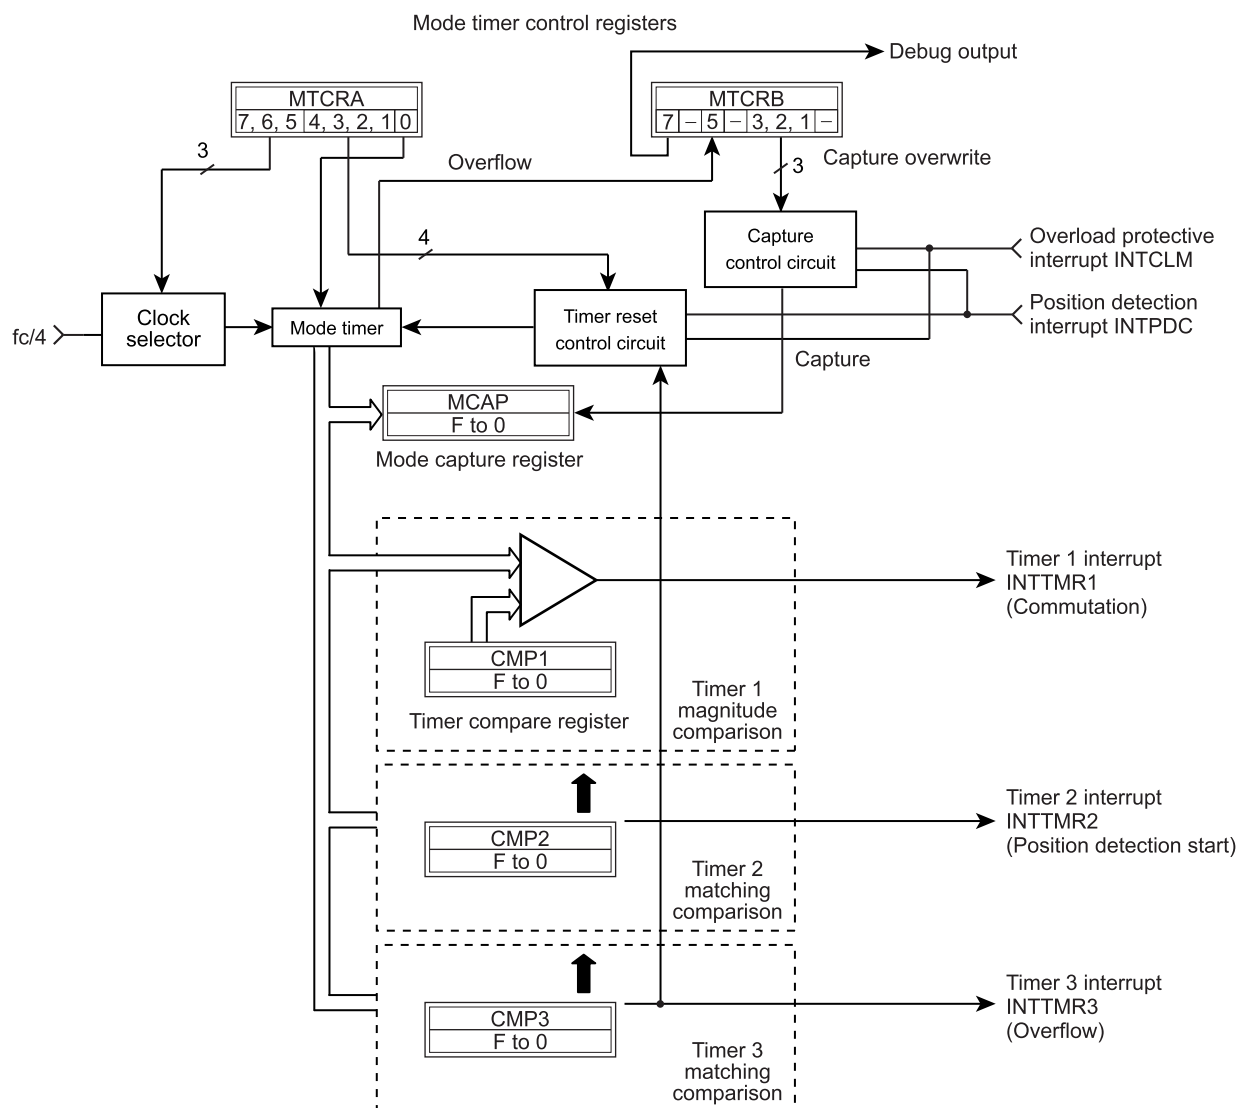 Mode timer control registers
Debug output
MTCRA
7, 6, 5 4, 3, 2, 1 0
MTCRB
7 – 5 – 3, 2, 1 –
3
Overflow
3
Capture overwrite
4
Capture
control circuit
Overload protective
interrupt INTCLM
Position detection
interrupt INTPDC
fc/4
Clock
selector
Mode timer
Timer reset
control circuit
Capture
MCAP
F to 0
Mode capture register
Timer 1 interrupt
INTTMR1
(Commutation)
CMP1
F to 0
Timer compare register
Timer 1
magnitude
comparison
Timer 2 interrupt
INTTMR2
(Position detection start)
CMP2
F to 0
Timer 2
matching
comparison
Timer 3 interrupt
INTTMR3
(Overflow)
CMP3
F to 0
Timer 3
matching
comparison